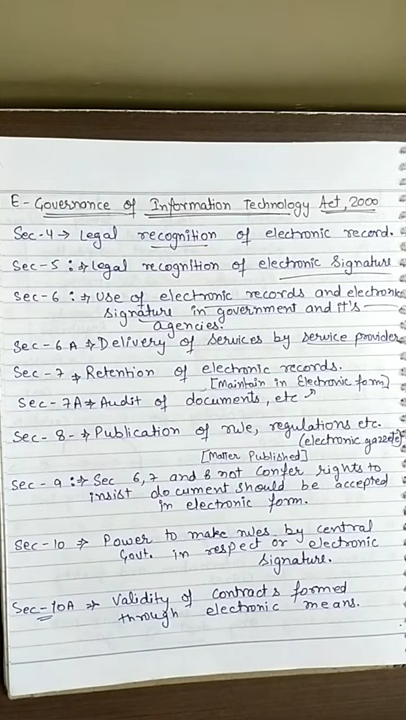 E-Governance of Information Technology Act, 2000
Sec-4 → Legal recognition of electronic record.
Sec-5 :→ Legal recognition of electronic Signature
Sec-6 :→ Use of electronic records and electronic
signature in government and it's
agencies.
Sec-6A → Delivery of Services by service provider
Sec-7 → Retention of electronic records.
[Maintain in Electronic form]
Sec-7A → Audit of documents, etc
Sec-8-→ Publication of rule, regulations etc.
(electronic gazette)
[Matter Published]
Sec-9 :→ Sec 6,7 and 8 not confer rights to
insist document should be accepted
in electronic form.
Sec-10 → Power to make rules by central
Govt. in respect of electronic
signature.
Sec-10A → Validity of contracts formed
through electronic means.